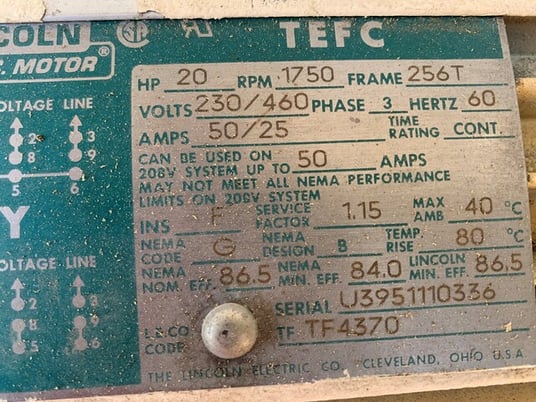 NCOLN TEFC
. MOTOR®
HP 20 RPM 1750 FRAME 256T
VOLTS 230/460 PHASE 3 HERTZ 60
AMPS 50/25 TIME RATING CONT.
CAN BE USED ON 208V SYSTEM UP TO 50 AMPS
MAY NOT MEET ALL NEMA PERFORMANCE
LIMITS ON 208V SYSTEM
INS F SERVICE FACTOR 1.15 MAX AMB 40 °C
NEMA CODE G NEMA DESIGN B TEMP. RISE 80 °C
NEMA NOM. EFF. 86.5 NEMA MIN. EFF. 84.0 LINCOLN MIN. EFF. 86.5
SERIAL U3951110336
CODE TF TF4370
THE LINCOLN ELECTRIC CO. CLEVELAND, OHIO U.S.A.
OLTAGE LINE
2 3
8 9
5 6
Y
OLTAGE LINE
2 3
8 9
5 6